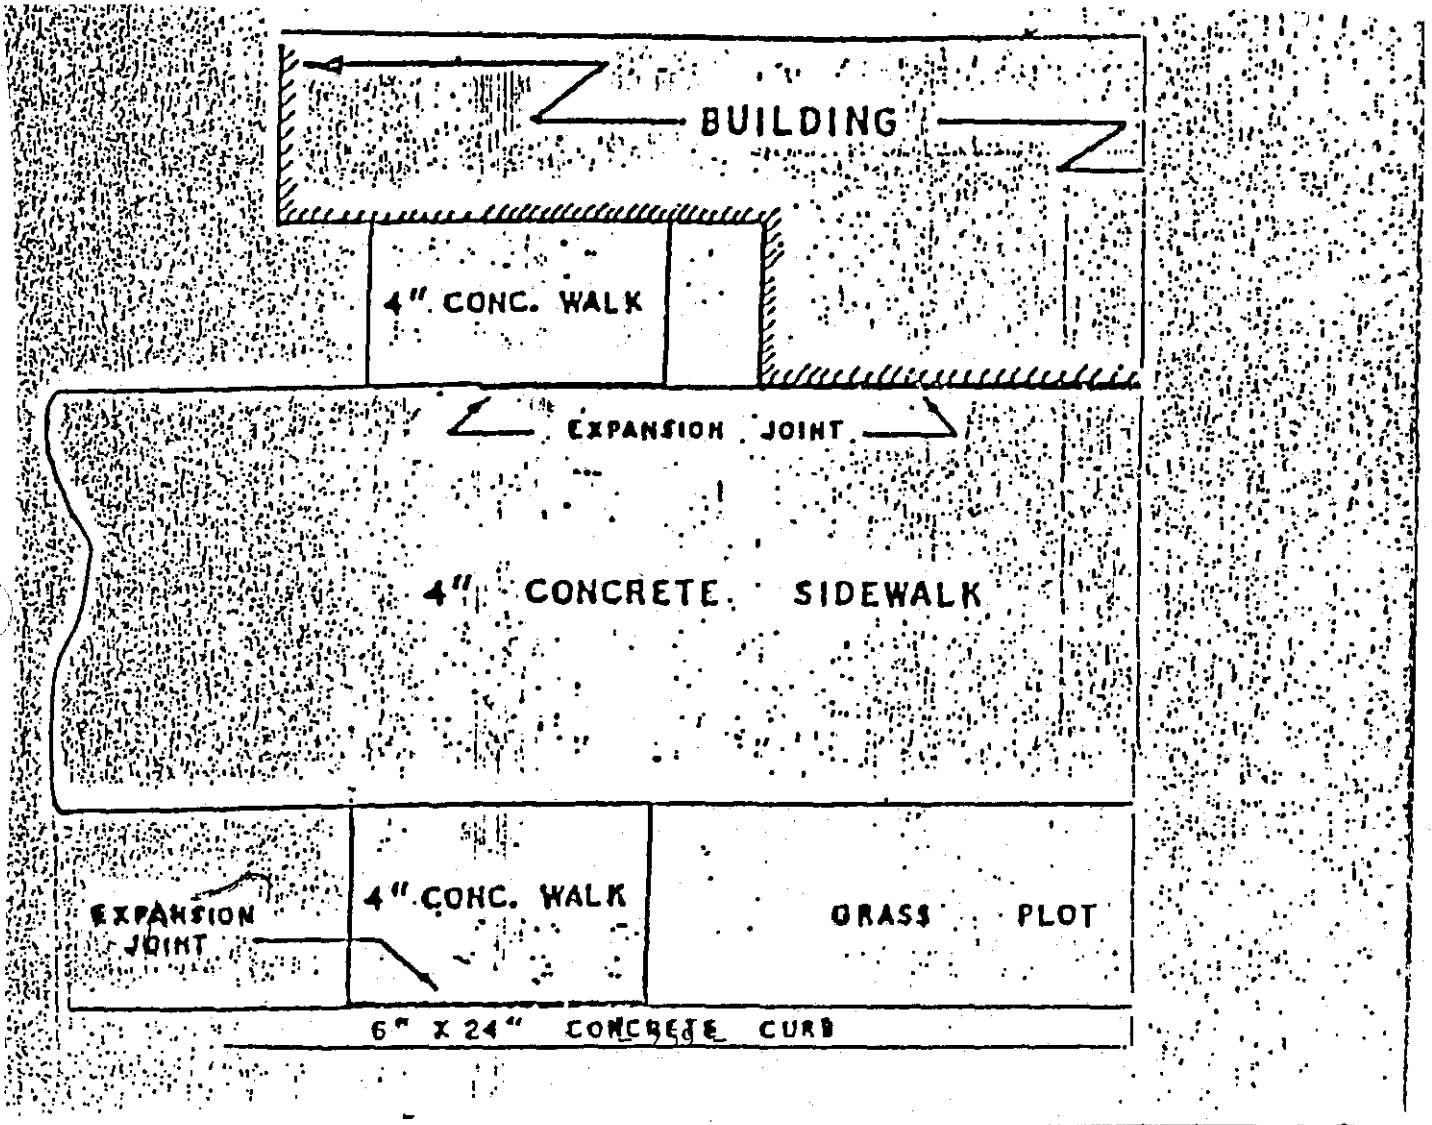 BUILDING
4" CONC. WALK
EXPANSION JOINT
4" CONCRETE SIDEWALK
4" CONC. WALK
EXPANSION
JOINT
GRASS PLOT
6" X 24" CONCRETE CURB